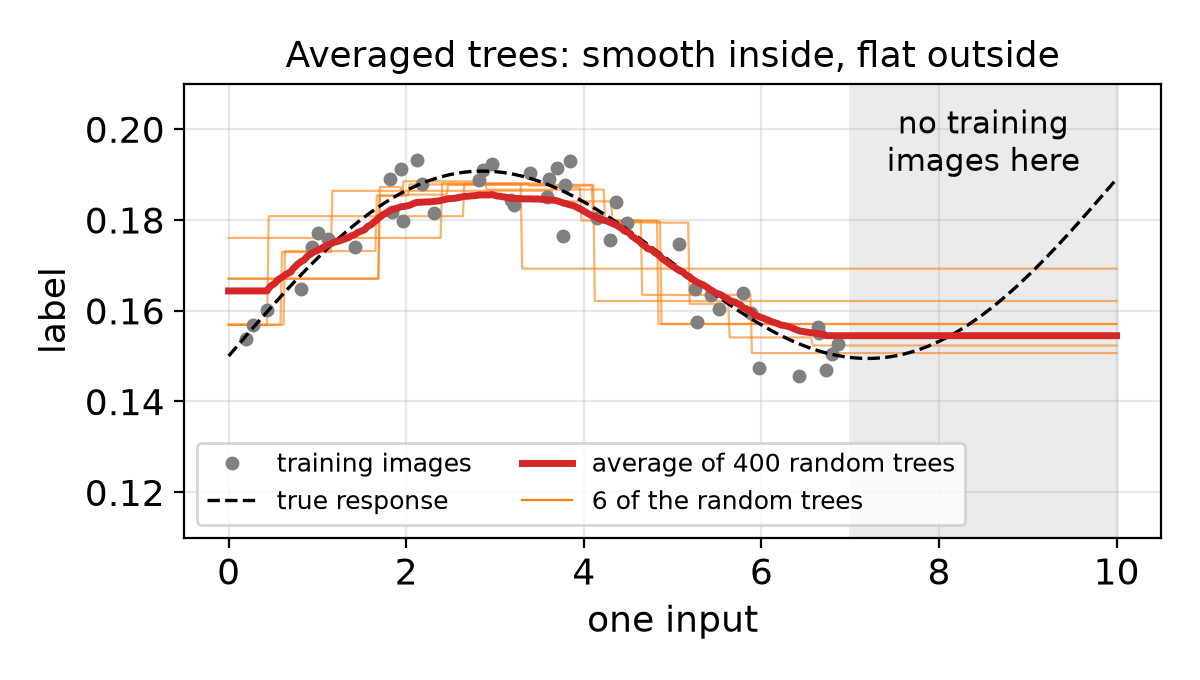 Averaged trees: smooth inside, flat outside
no training
images here
label
0.20
0.18
0.16
0.14
0.12
training images
true response
average of 400 random trees
6 of the random trees
0 2 4 6 8 10
one input